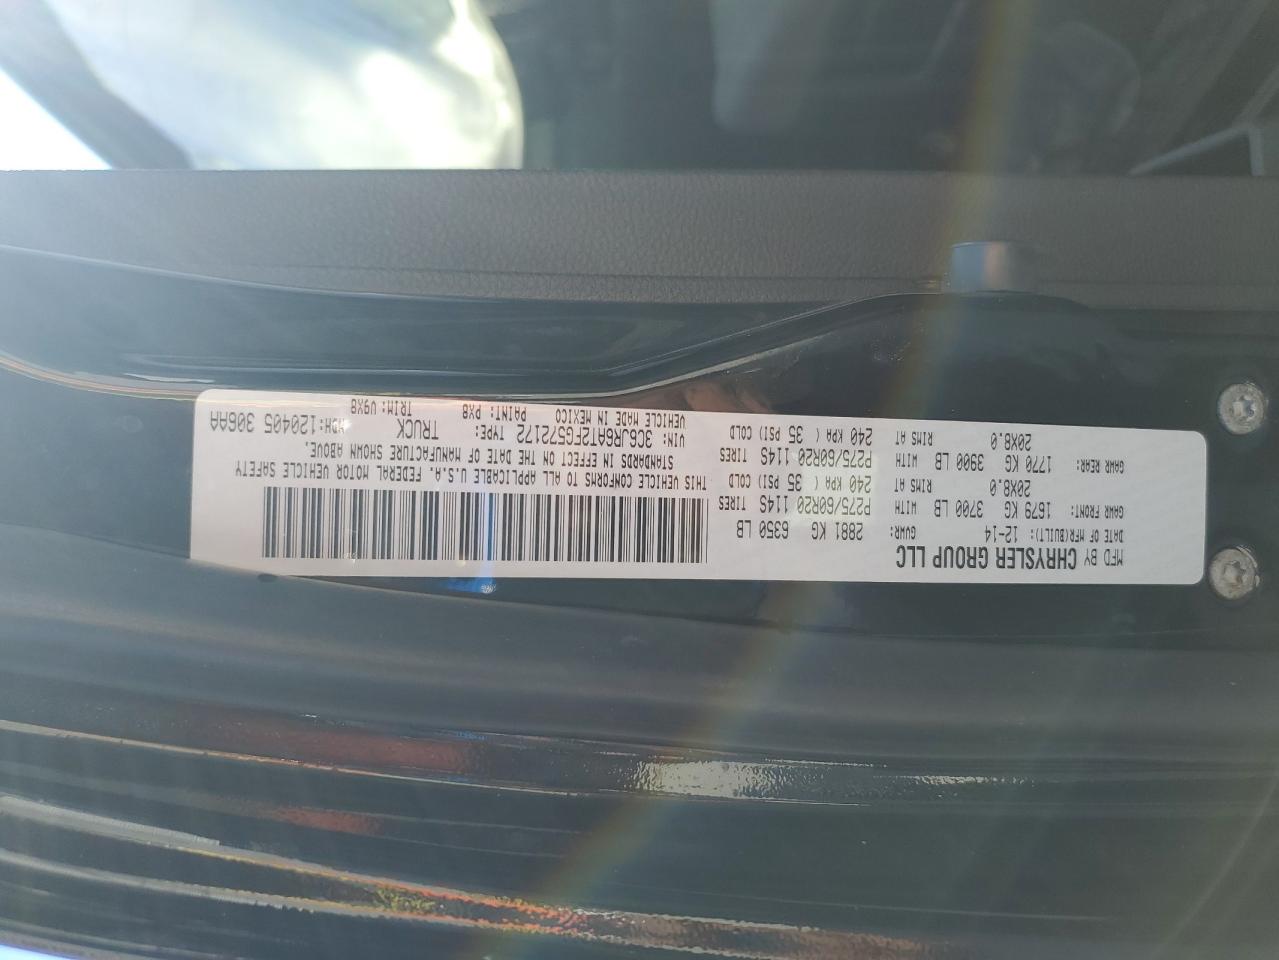 MFD BY CHRYSLER GROUP LLC
DATE OF MFR(BUILT): 12-14 GVWR: 2881 KG 6350 LB
GAWR FRONT: 1679 KG 3700 LB WITH P275/60R20 114S TIRES
20X8.0 RIMS AT 240 KPA ( 35 PSI) COLD
GAWR REAR: 1770 KG 3900 LB WITH P275/60R20 114S TIRES
20X8.0 RIMS AT 240 KPA ( 35 PSI) COLD
THIS VEHICLE CONFORMS TO ALL APPLICABLE U.S.A. FEDERAL MOTOR VEHICLE SAFETY
STANDARDS IN EFFECT ON THE DATE OF MANUFACTURE SHOWN ABOVE.
VIN: 3C6JR6AT2FG572172 TYPE: TRUCK MDH: 120405 306AA
VEHICLE MADE IN MEXICO PAINT: PX8 TRIM: V9X8